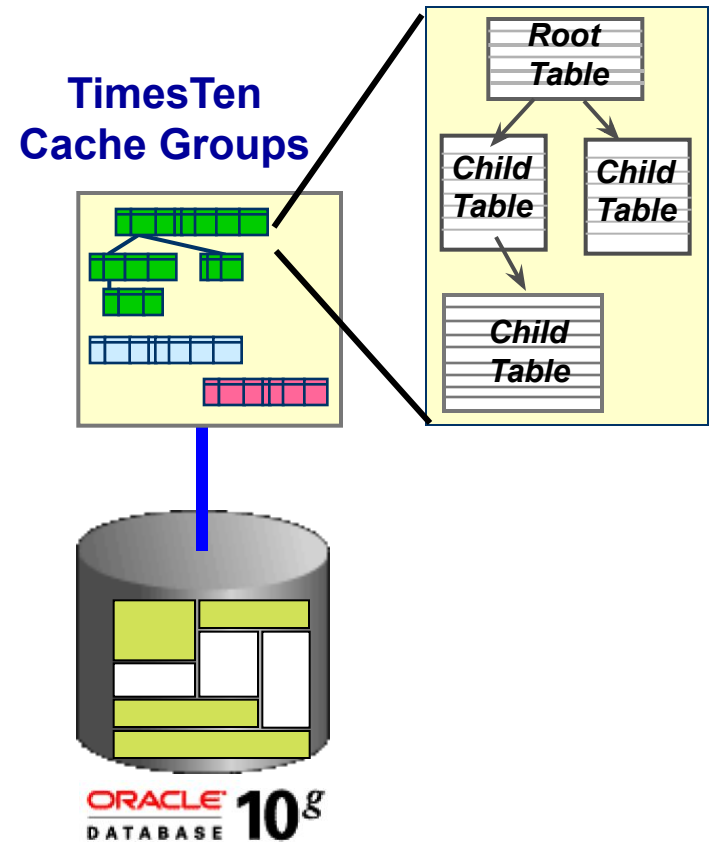 TimesTen
Cache Groups
Root
Table
Child
Table
Child
Table
Child
Table
ORACLE
DATABASE
10g